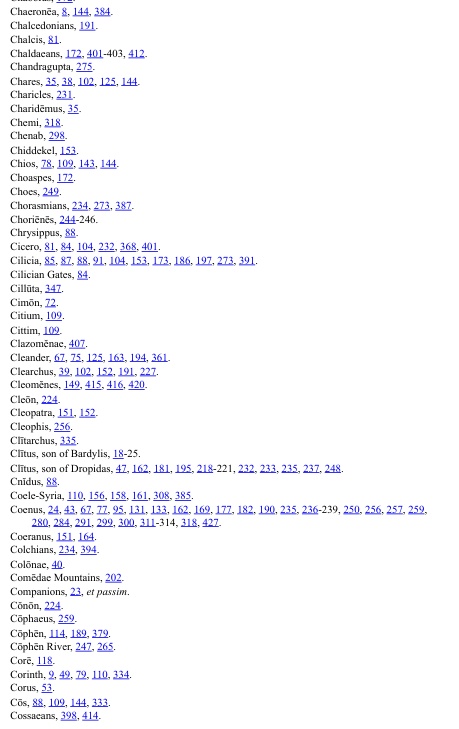 Chaeronēa, 8, 144, 384.
Chalcedonians, 191.
Chalcis, 81.
Chaldaeans, 172, 401-403, 412.
Chandragupta, 275.
Chares, 35, 38, 102, 125, 144.
Charicles, 231.
Charidēmus, 35.
Chemi, 318.
Chenab, 298.
Chiddekel, 153.
Chios, 78, 109, 143, 144.
Choaspes, 172.
Choes, 249.
Chorasmians, 234, 273, 387.
Choriēnēs, 244-246.
Chrysippus, 88.
Cicero, 81, 84, 104, 232, 368, 401.
Cilicia, 85, 87, 88, 91, 104, 153, 173, 186, 197, 273, 391.
Cilician Gates, 84.
Cillūta, 347.
Cimōn, 72.
Citium, 109.
Cittim, 109.
Clazomēnae, 407.
Cleander, 67, 75, 125, 163, 194, 361.
Clearchus, 39, 102, 152, 191, 227.
Cleomēnes, 149, 415, 416, 420.
Cleōn, 224.
Cleopatra, 151, 152.
Cleophis, 256.
Clītarchus, 335.
Clītus, son of Bardylis, 18-25.
Clītus, son of Dropidas, 47, 162, 181, 195, 218-221, 232, 233, 235, 237, 248.
Cnīdus, 88.
Coele-Syria, 110, 156, 158, 161, 308, 385.
Coenus, 24, 43, 67, 77, 95, 131, 133, 162, 169, 177, 182, 190, 235, 236-239, 250, 256, 257, 259,
280, 284, 291, 299, 300, 311-314, 318, 427.
Coeranus, 151, 164.
Colchians, 234, 394.
Colōnae, 40.
Comēdae Mountains, 202.
Companions, 23, et passim.
Cōnōn, 224.
Cōphaeus, 259.
Cōphēn, 114, 189, 379.
Cōphēn River, 247, 265.
Corē, 118.
Corinth, 9, 49, 79, 110, 334.
Corus, 53.
Cōs, 88, 109, 144, 333.
Cossaeans, 398, 414.